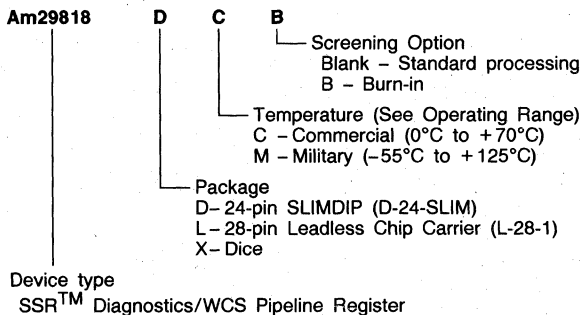 Am29818 D C B
Screening Option
Blank – Standard processing
B – Burn-in
Temperature (See Operating Range)
C – Commercial (0°C to +70°C)
M – Military (–55°C to +125°C)
Package
D– 24-pin SLIMDIP (D-24-SLIM)
L – 28-pin Leadless Chip Carrier (L-28-1)
X– Dice
Device type
SSR™ Diagnostics/WCS Pipeline Register